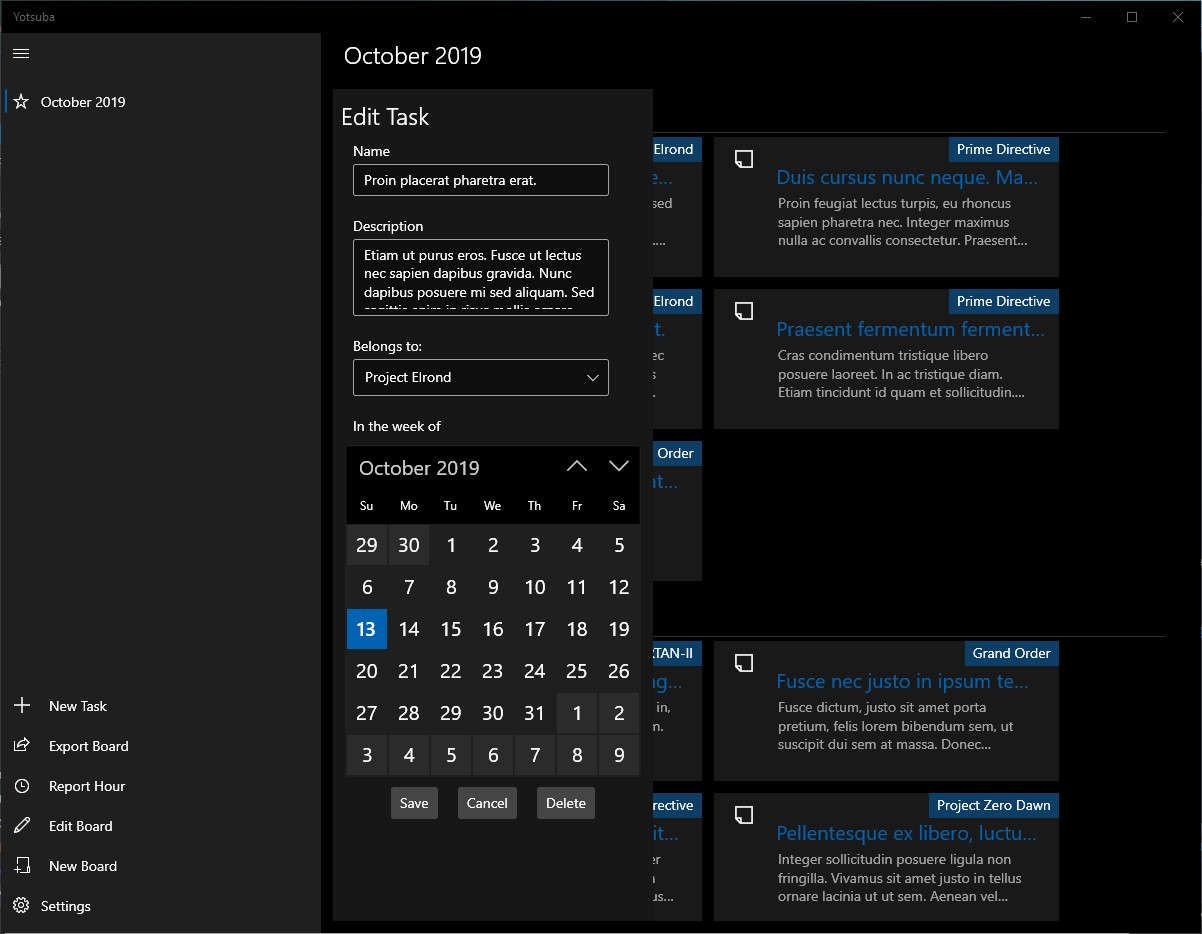 Yotsuba
October 2019
New Task
Export Board
Report Hour
Edit Board
New Board
Settings
October 2019
Edit Task
Name
Proin placerat pharetra erat.
Description
Etiam ut purus eros. Fusce ut lectus
nec sapien dapibus gravida. Nunc
dapibus posuere mi sed aliquam. Sed
Belongs to:
Project Elrond
In the week of
October 2019
Su Mo Tu We Th Fr Sa
29 30 1 2 3 4 5
6 7 8 9 10 11 12
13 14 15 16 17 18 19
20 21 22 23 24 25 26
27 28 29 30 31 1 2
3 4 5 6 7 8 9
Save Cancel Delete
Elrond
e...
sed
....
Prime Directive
Duis cursus nunc neque. Ma...
Proin feugiat lectus turpis, eu rhoncus
sapien pharetra nec. Integer maximus
nulla ac convallis consectetur. Praesent...
Elrond
t.
ec
s
.
Prime Directive
Praesent fermentum ferment...
Cras condimentum tristique libero
posuere laoreet. In ac tristique diam.
Etiam tincidunt id quam et sollicitudin....
Order
at...
TAN-II
g...
in,
n.
Grand Order
Fusce nec justo in ipsum te...
Fusce dictum, justo sit amet porta
pretium, felis lorem bibendum sem, ut
suscipit dui sem at massa. Donec...
rective
it...
er
us...
Project Zero Dawn
Pellentesque ex libero, luctu...
Integer sollicitudin posuere ligula non
fringilla. Vivamus sit amet justo in tellus
ornare lacinia ut ut sem. Aenean vel...